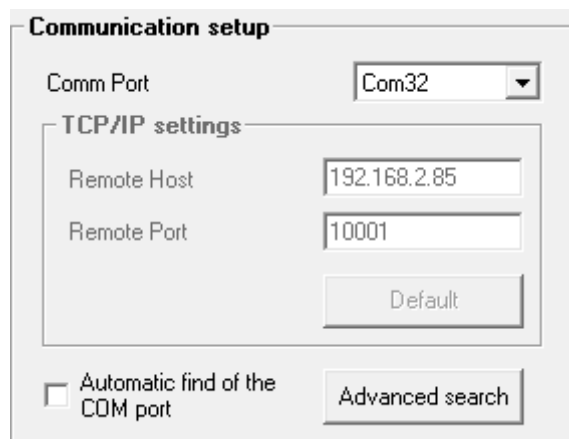 Communication setup
Comm Port
Com32
TCP/IP settings
Remote Host
192.168.2.85
Remote Port
10001
Default
Automatic find of the
COM port
Advanced search